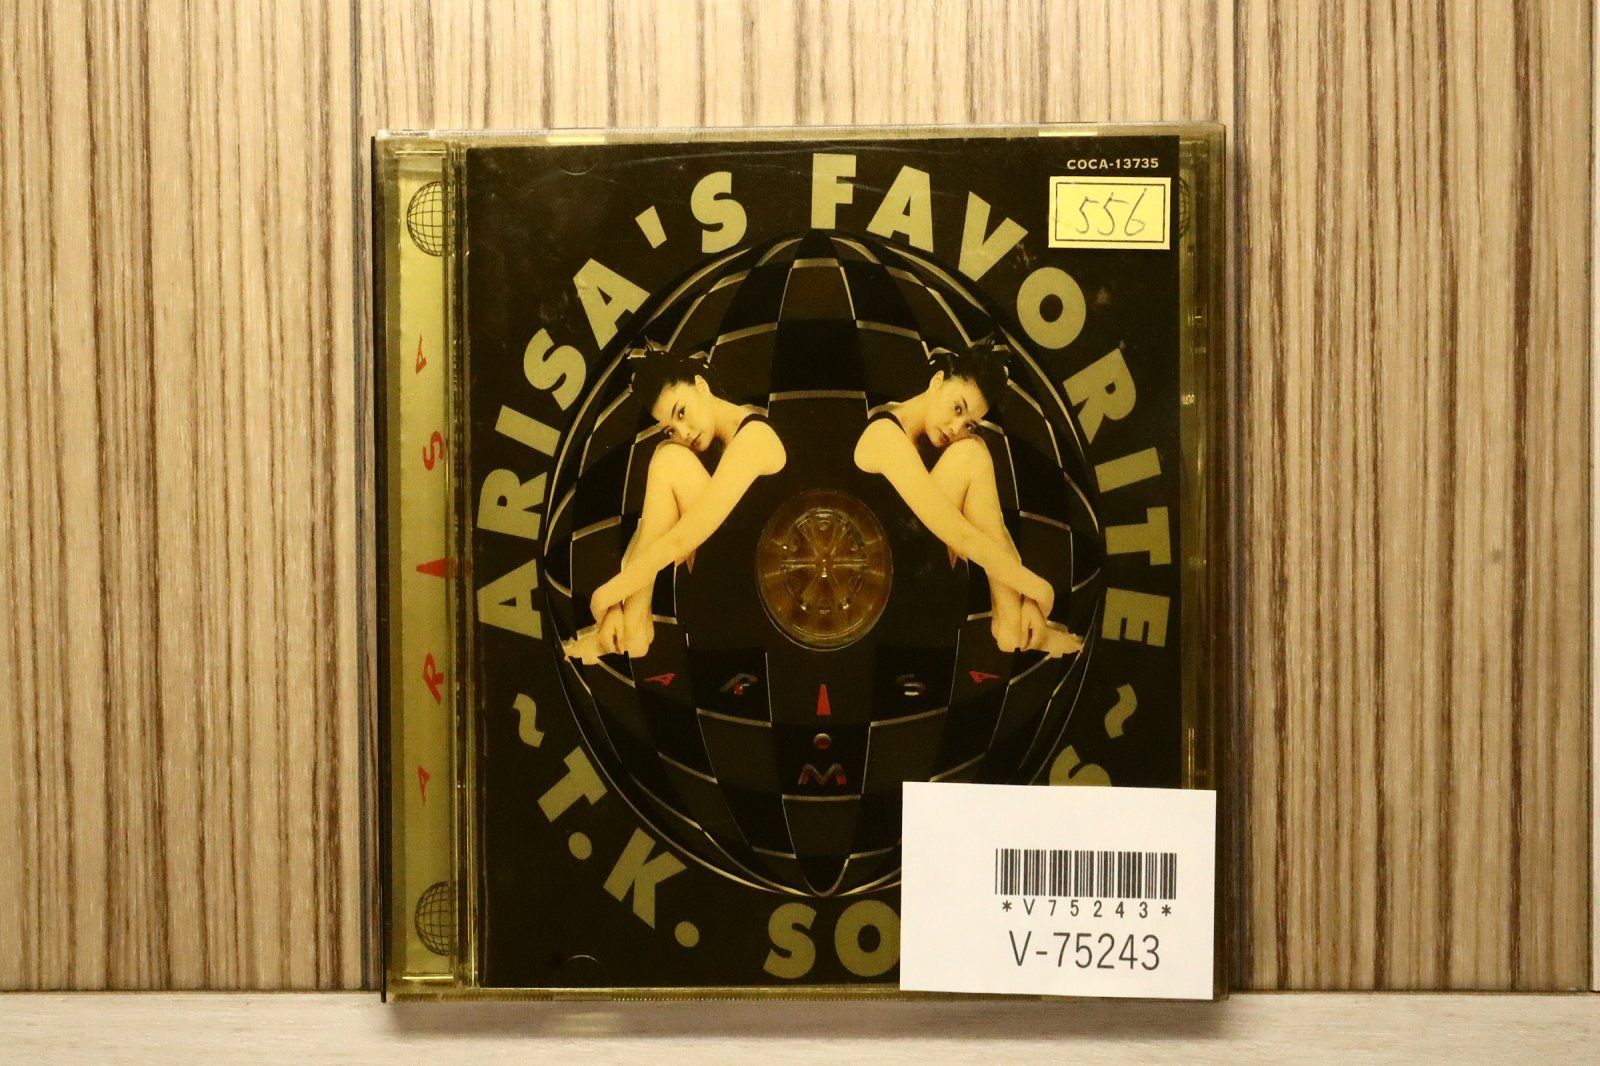 COCA-13735
556
ARISA'S FAVORITE
~T.K. SO
S
~
ARISA
ARISA
M
*V75243*
V-75243